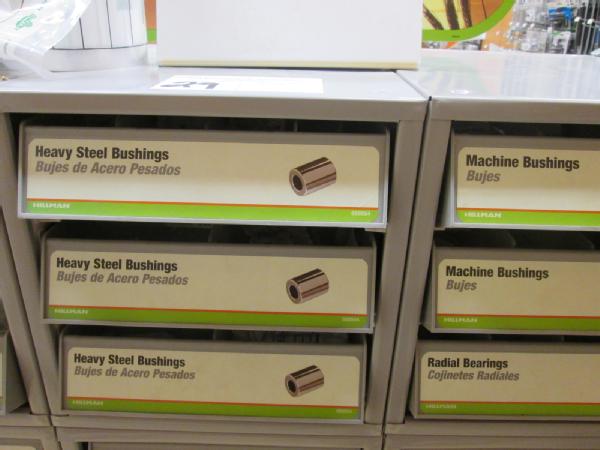 Heavy Steel Bushings
Bujes de Acero Pesados
HILLMAN
Heavy Steel Bushings
Bujes de Acero Pesados
HILLMAN
Heavy Steel Bushings
Bujes de Acero Pesados
HILLMAN
Machine Bushings
Bujes
HILLMAN
Machine Bushings
Bujes
HILLMAN
Radial Bearings
Cojinetes Radiales
HILLMAN